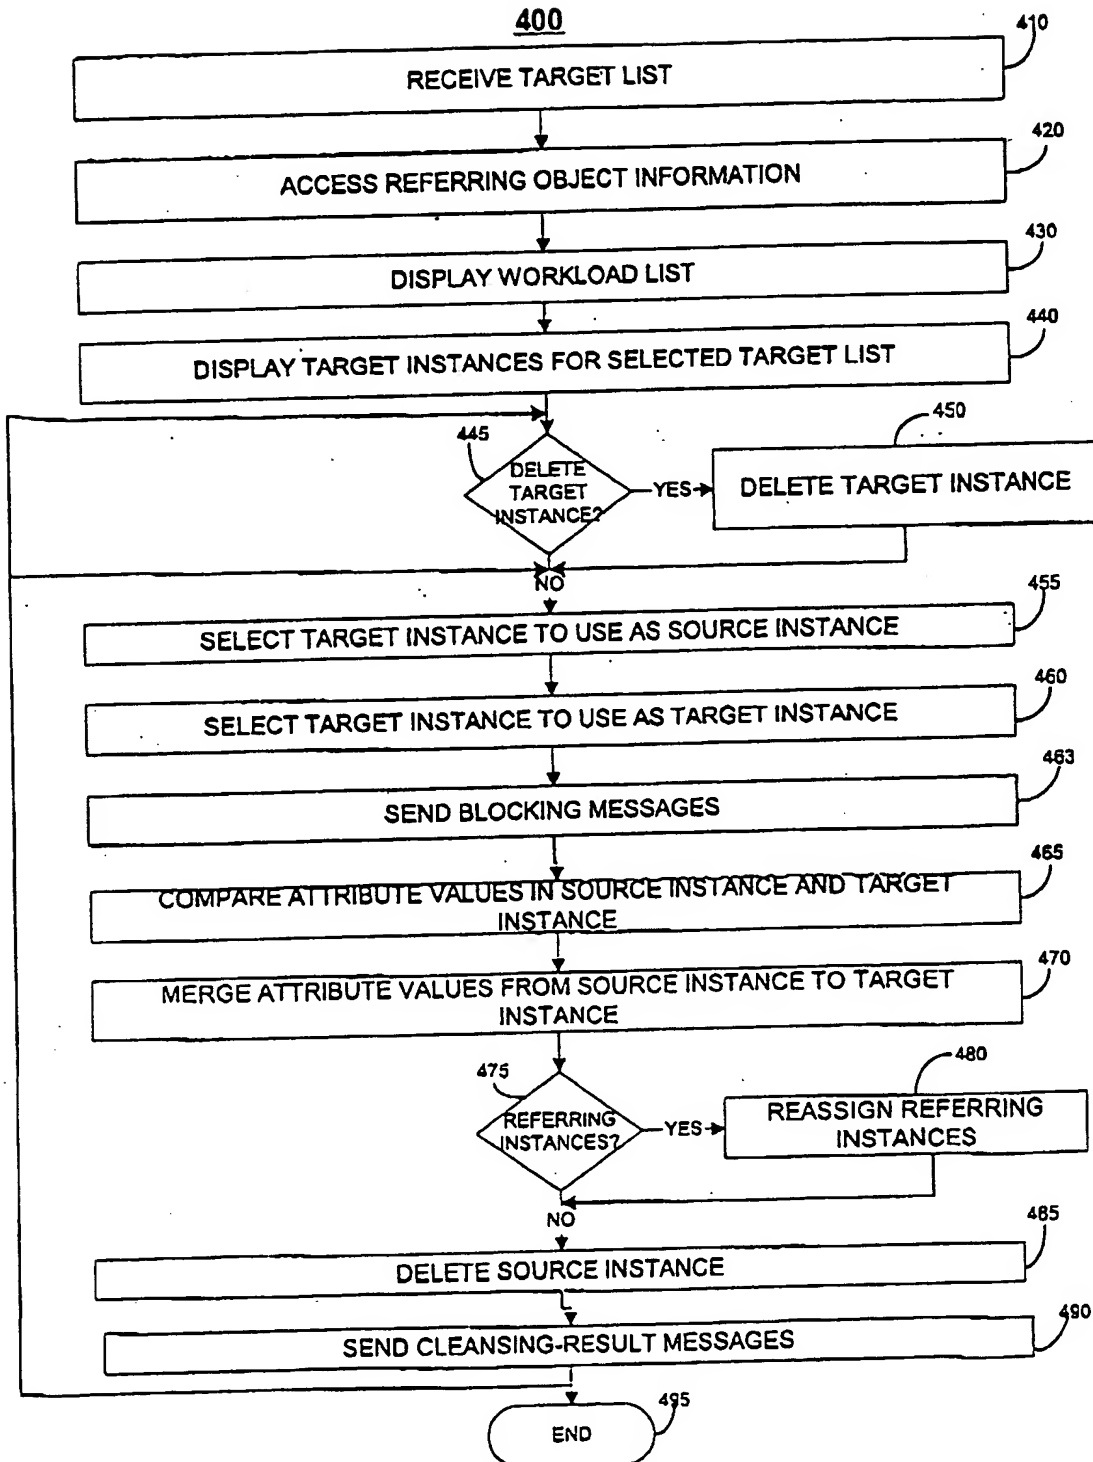 400
410
RECEIVE TARGET LIST
420
ACCESS REFERRING OBJECT INFORMATION
430
DISPLAY WORKLOAD LIST
440
DISPLAY TARGET INSTANCES FOR SELECTED TARGET LIST
445
450
DELETE
TARGET
INSTANCE?
YES
DELETE TARGET INSTANCE
NO
455
SELECT TARGET INSTANCE TO USE AS SOURCE INSTANCE
460
SELECT TARGET INSTANCE TO USE AS TARGET INSTANCE
463
SEND BLOCKING MESSAGES
465
COMPARE ATTRIBUTE VALUES IN SOURCE INSTANCE AND TARGET
INSTANCE
470
MERGE ATTRIBUTE VALUES FROM SOURCE INSTANCE TO TARGET
INSTANCE
475
480
REFERRING
INSTANCES?
YES
REASSIGN REFERRING
INSTANCES
NO
485
DELETE SOURCE INSTANCE
490
SEND CLEANSING-RESULT MESSAGES
495
END